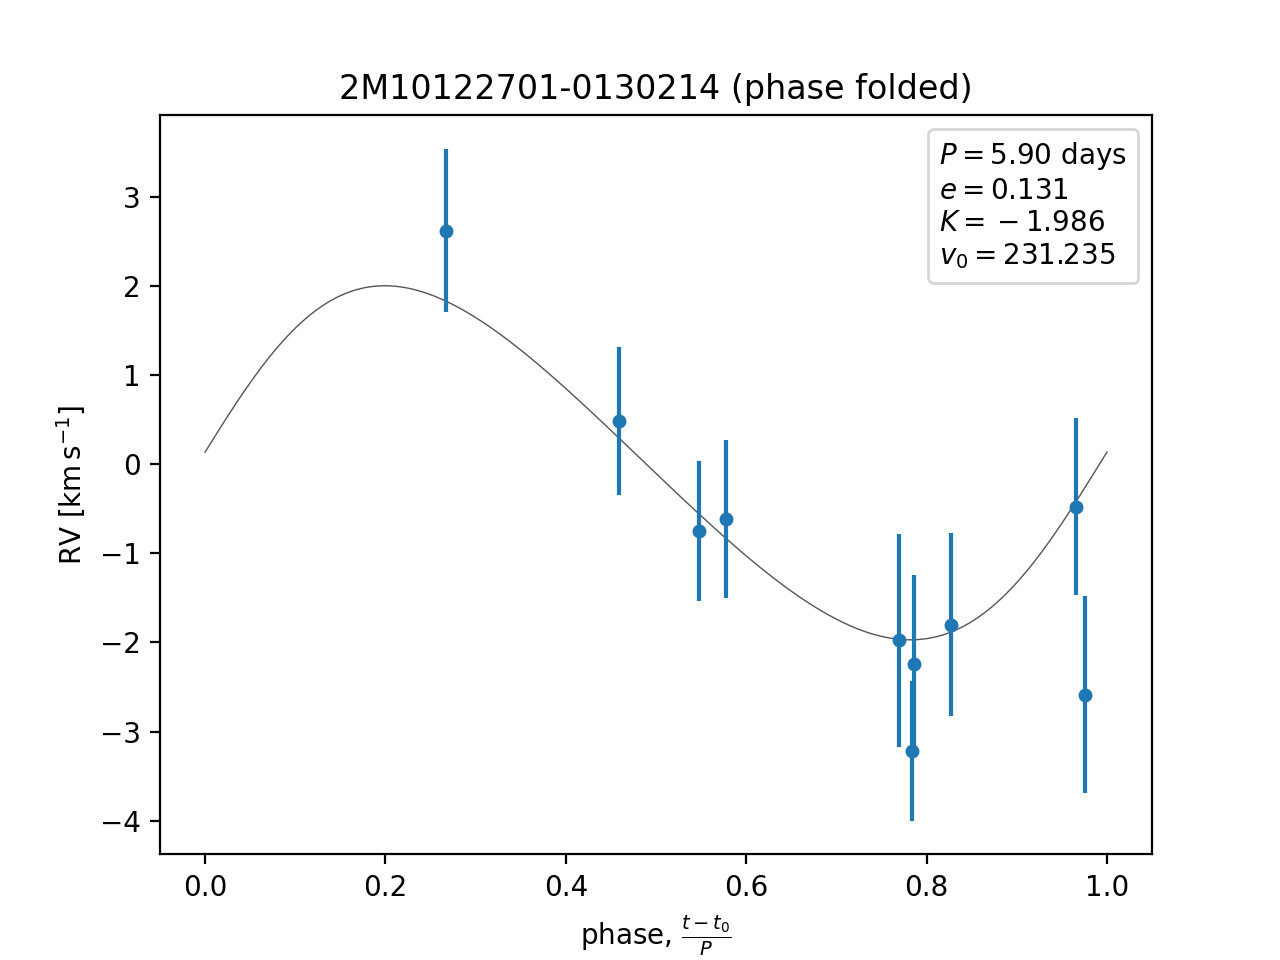 2M10122701-0130214 (phase folded)
P = 5.90 days
e = 0.131
K = −1.986
v₀ = 231.235
3
2
1
0
−1
−2
−3
−4
RV [km s⁻¹]
0.0 0.2 0.4 0.6 0.8 1.0
phase, (t − t₀)/P